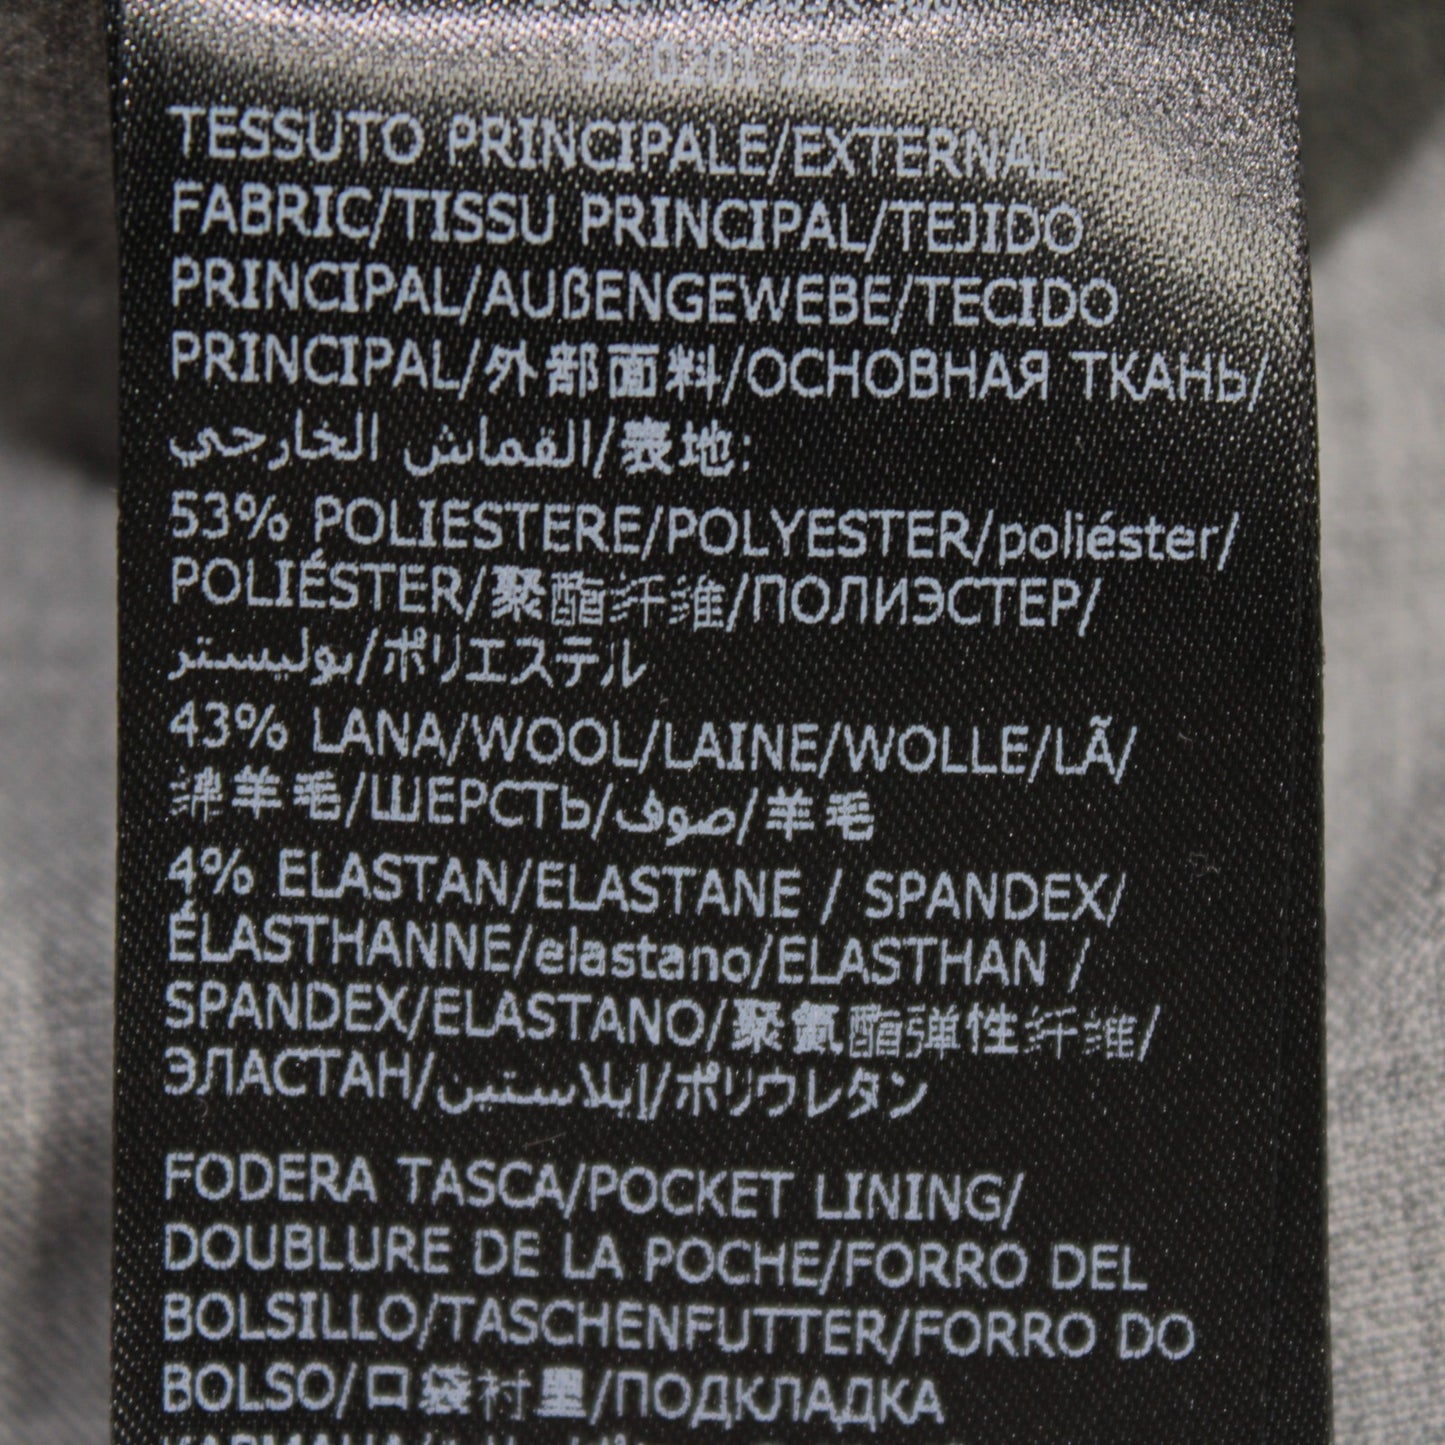 TESSUTO PRINCIPALE/EXTERNAL
FABRIC/TISSU PRINCIPAL/TEJIDO
PRINCIPAL/AUßENGEWEBE/TECIDO
PRINCIPAL/外部面料/ОСНОВНАЯ ТКАНЬ/
القماش الخارجي/表地:
53% POLIESTERE/POLYESTER/poliéster/
POLIÉSTER/聚酯纤维/ПОЛИЭСТЕР/
بوليستر/ポリエステル
43% LANA/WOOL/LAINE/WOLLE/LÃ/
绵羊毛/ШЕРСТЬ/صوف/羊毛
4% ELASTAN/ELASTANE / SPANDEX/
ÉLASTHANNE/elastano/ELASTHAN /
SPANDEX/ELASTANO/聚氨酯弹性纤维/
ЭЛАСТАН/إيلاستين/ポリウレタン
FODERA TASCA/POCKET LINING/
DOUBLURE DE LA POCHE/FORRO DEL
BOLSILLO/TASCHENFUTTER/FORRO DO
BOLSO/口袋衬里/ПОДКЛАДКА